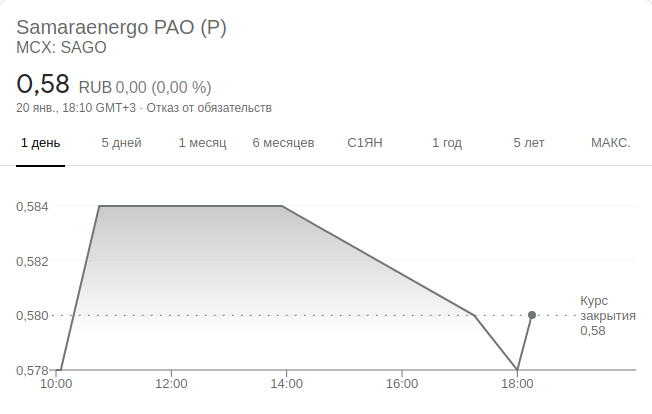 Samaraenergo PAO (P)
MCX: SAGO
0,58 RUB 0,00 (0,00 %)
20 янв., 18:10 GMT+3 · Отказ от обязательств
1 день 5 дней 1 месяц 6 месяцев С1ЯН 1 год 5 лет МАКС.
0,584
0,582
0,580
0,578
Курс
закрытия
0,58
10:00 12:00 14:00 16:00 18:00